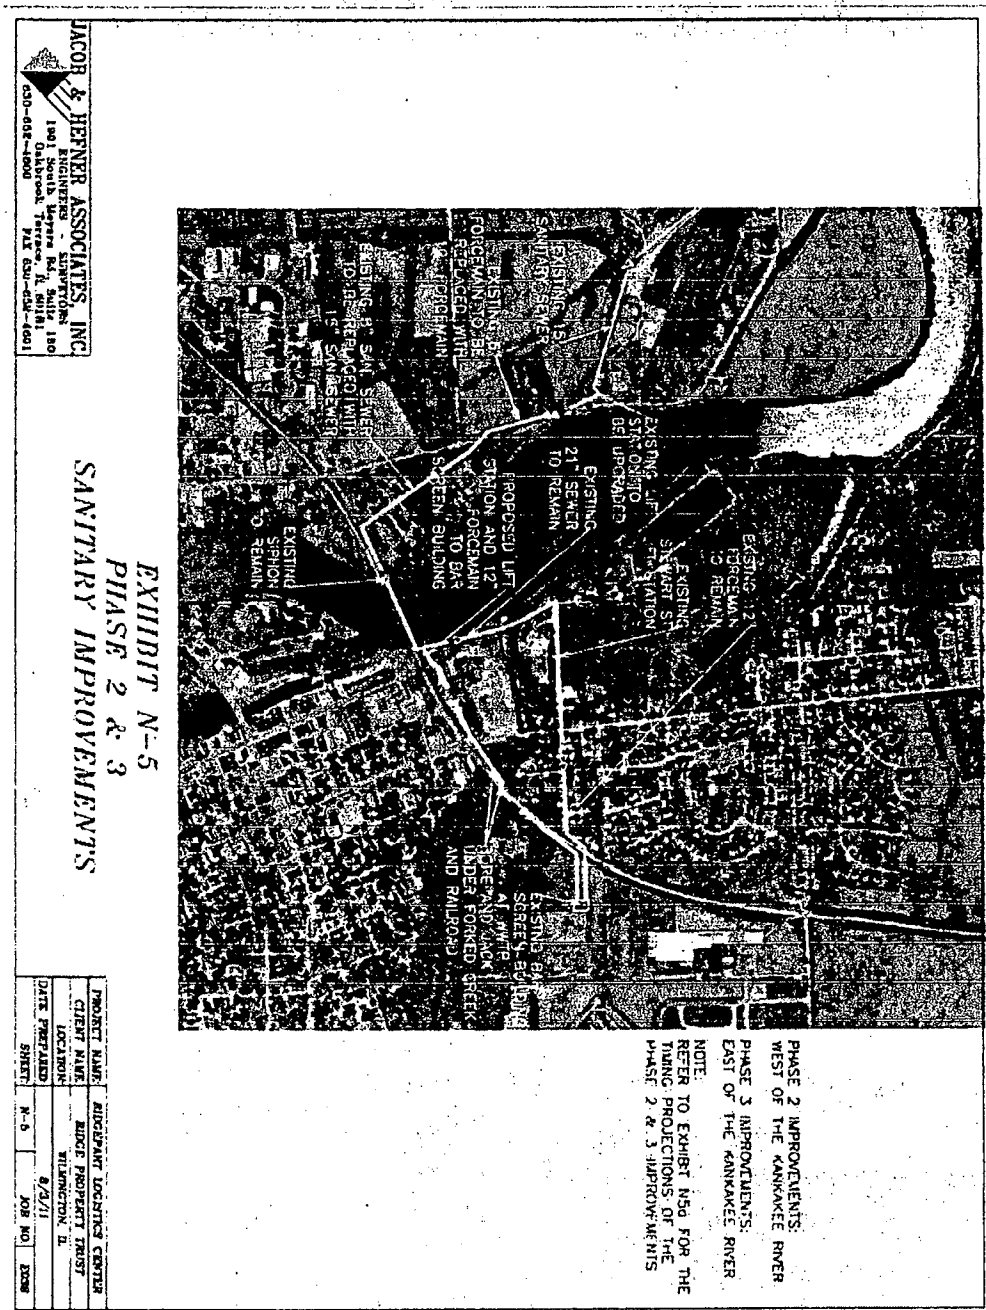 PHASE 2 IMPROVEMENTS:
WEST OF THE KANKAKEE RIVER
PHASE 3 IMPROVEMENTS:
EAST OF THE KANKAKEE RIVER
NOTE:
REFER TO EXHIBIT N5a FOR THE
TIMING PROJECTIONS OF THE
PHASE 2 & 3 IMPROVEMENTS
EXISTING 12"
FORCEMAIN
TO REMAIN
EXISTING
STEWART ST
LIFT STATION
EXISTING LIFT
STATION TO
BE UPGRADED
EXISTING
21" SEWER
TO REMAIN
PROPOSED LIFT
STATION AND 12"
FORCEMAIN
TO BAR
SCREEN BUILDING
EXISTING
SIPHON
TO REMAIN
EXISTING 15"
SANITARY SEWER
EXISTING
FORCEMAIN TO BE
REPLACED WITH
FORCEMAIN
SAN SEWER
TO BE REPLACED WITH
SAN SEWER
EXISTING BAR
SCREEN BUILDING
AT WWTP
BORE AND JACK
UNDER FORKED CREEK
AND RAILROAD
EXHIBIT N-5
PHASE 2 & 3
SANITARY IMPROVEMENTS
JACOB & HEFNER ASSOCIATES, INC.
ENGINEERS - SURVEYORS
1901 South Meyers Rd, Suite 350
Oakbrook Terrace, IL 60181
630-652-4600 FAX 630-652-4601
PROJECT NAME: RIDGEPORT LOGISTICS CENTER
CLIENT NAME: RIDGE PROPERTY TRUST
LOCATION: WILMINGTON, IL
DATE PREPARED: 8/3/11
SHEET: N-5 JOB NO